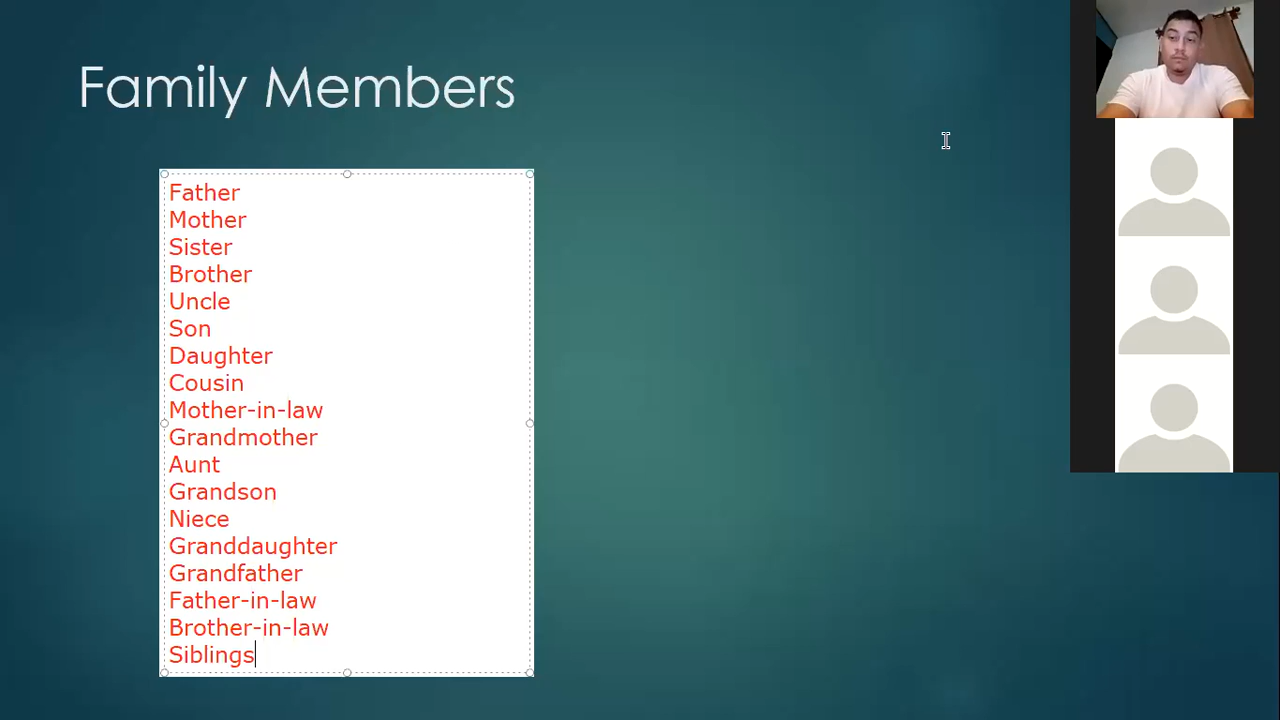 Family Members
Father
Mother
Sister
Brother
Uncle
Son
Daughter
Cousin
Mother-in-law
Grandmother
Aunt
Grandson
Niece
Granddaughter
Grandfather
Father-in-law
Brother-in-law
Siblings